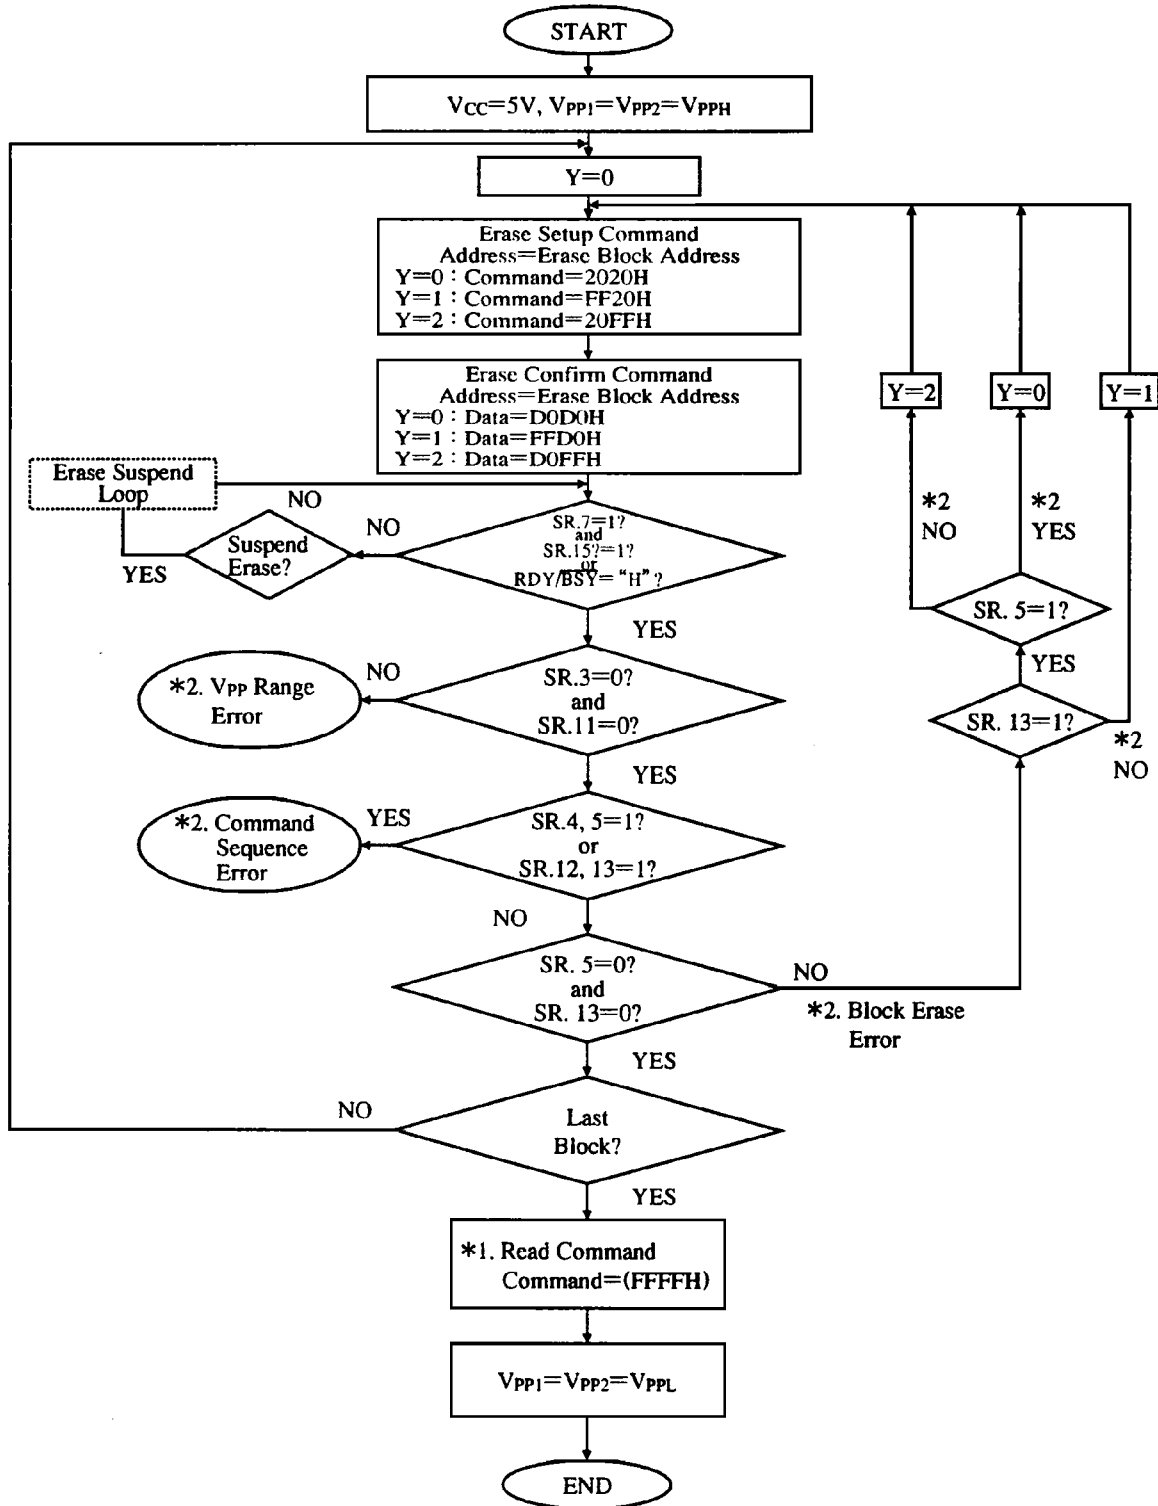 START
VCC=5V, VPP1=VPP2=VPPH
Y=0
Erase Setup Command
Address=Erase Block Address
Y=0 : Command=2020H
Y=1 : Command=FF20H
Y=2 : Command=20FFH
Erase Confirm Command
Address=Erase Block Address
Y=0 : Data=D0D0H
Y=1 : Data=FFD0H
Y=2 : Data=D0FFH
Y=2
Y=0
Y=1
Erase Suspend
Loop
NO
YES
Suspend
Erase?
NO
SR.7=1?
and
SR.15?=1?
or
RDY/BSY= “H” ?
YES
*2
NO
*2
YES
SR. 5=1?
YES
SR. 13=1?
*2
NO
*2. VPP Range
Error
NO
SR.3=0?
and
SR.11=0?
YES
*2. Command
Sequence
Error
YES
SR.4, 5=1?
or
SR.12, 13=1?
NO
SR. 5=0?
and
SR. 13=0?
NO
*2. Block Erase
Error
YES
NO
Last
Block?
YES
*1. Read Command
Command=(FFFFH)
VPP1=VPP2=VPPL
END